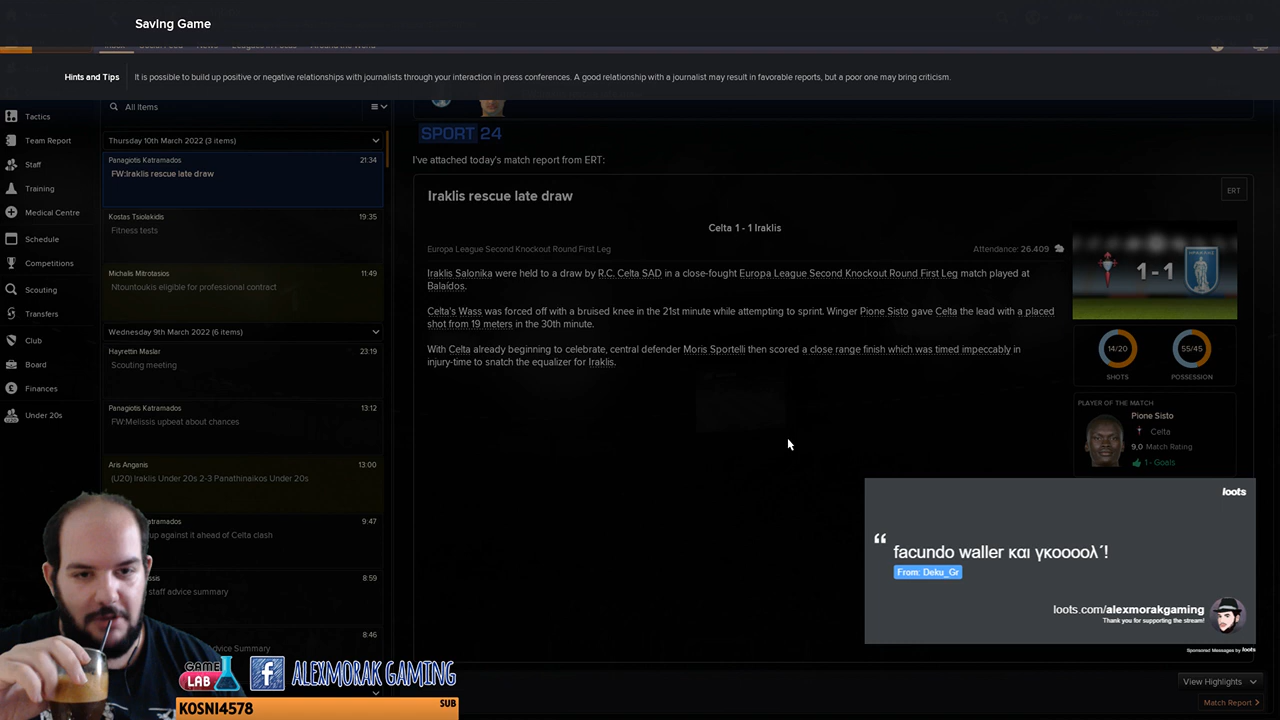 Saving Game
Hints and Tips
It is possible to build up positive or negative relationships with journalists through your interaction in press conferences. A good relationship with a journalist may result in favorable reports, but a poor one may bring criticism.
Tactics
Team Report
Staff
Training
Medical Centre
Schedule
Competitions
Scouting
Transfers
Club
Board
Finances
Under 20s
All Items
Thursday 10th March 2022 (3 items)
Panagiotis Katramados 21:34
FW:Iraklis rescue late draw
Kostas Tsiolakidis 19:35
Fitness tests
Michalis Mitrotasios 11:49
Ntountoukis eligible for professional contract
Wednesday 9th March 2022 (6 items)
Hayrettin Maslar 23:19
Scouting meeting
Panagiotis Katramados 13:12
FW:Melissis upbeat about chances
Aris Anganis 13:00
(U20) Iraklis Under 20s 2-3 Panathinaikos Under 20s
9:47
up against it ahead of Celta clash
8:59
staff advice summary
8:46
Summary
SPORT 24
I've attached today's match report from ERT:
Iraklis rescue late draw
ERT
Celta 1 - 1 Iraklis
Europa League Second Knockout Round First Leg
Attendance: 26.409
Iraklis Salonika were held to a draw by R.C. Celta SAD in a close-fought Europa League Second Knockout Round First Leg match played at
Balaídos.
Celta's Wass was forced off with a bruised knee in the 21st minute while attempting to sprint. Winger Pione Sisto gave Celta the lead with a placed
shot from 19 meters in the 30th minute.
With Celta already beginning to celebrate, central defender Moris Sportelli then scored a close range finish which was timed impeccably in
injury-time to snatch the equalizer for Iraklis.
1-1
14/20
SHOTS
55/45
POSSESSION
PLAYER OF THE MATCH
Pione Sisto
Celta
9,0 Match Rating
1 - Goals
loots
“ facundo waller και γκοοοολ΄!
From: Deku_Gr
loots.com/alexmorakgaming
Thank you for supporting the stream!
Sponsored Messages by loots
View Highlights
Match Report
GAME
LAB
ALEXMORAK GAMING
KOSNI4578
SUB